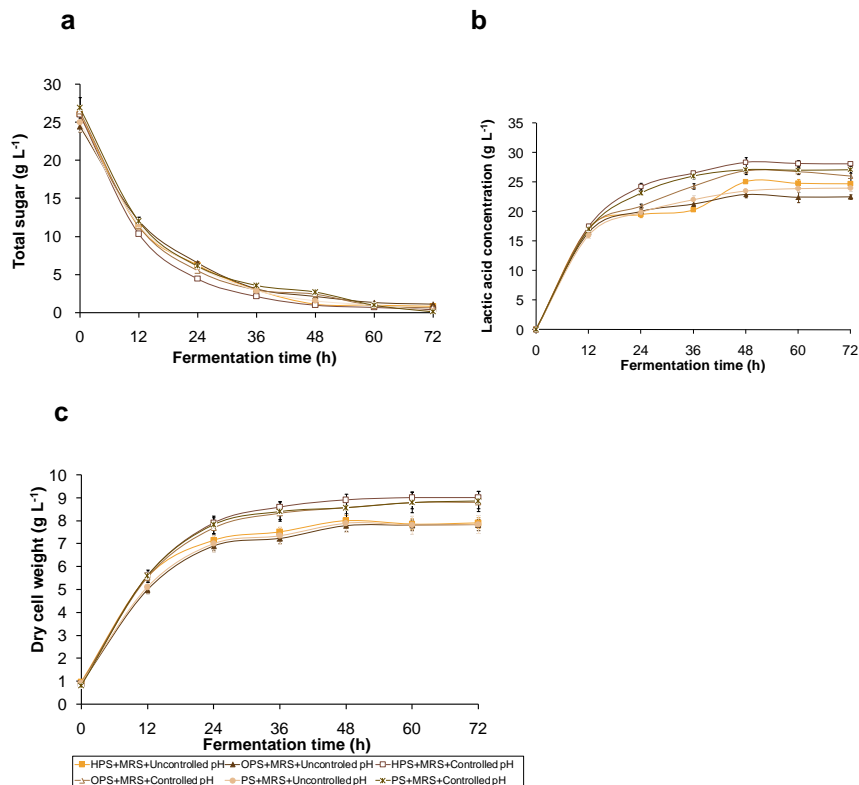 a
b
Total sugar (g L-1)
30
25
20
15
10
5
0
0 12 24 36 48 60 72
Fermentation time (h)
Lactic acid concentration (g L-1)
35
30
25
20
15
10
5
0
0 12 24 36 48 60 72
Fermentation time (h)
c
Dry cell weight (g L-1)
10
9
8
7
6
5
4
3
2
1
0
0 12 24 36 48 60 72
Fermentation time (h)
HPS+MRS+Uncontrolled pH OPS+MRS+Uncontrolled pH HPS+MRS+Controlled pH
OPS+MRS+Controlled pH PS+MRS+Uncontrolled pH PS+MRS+Controlled pH